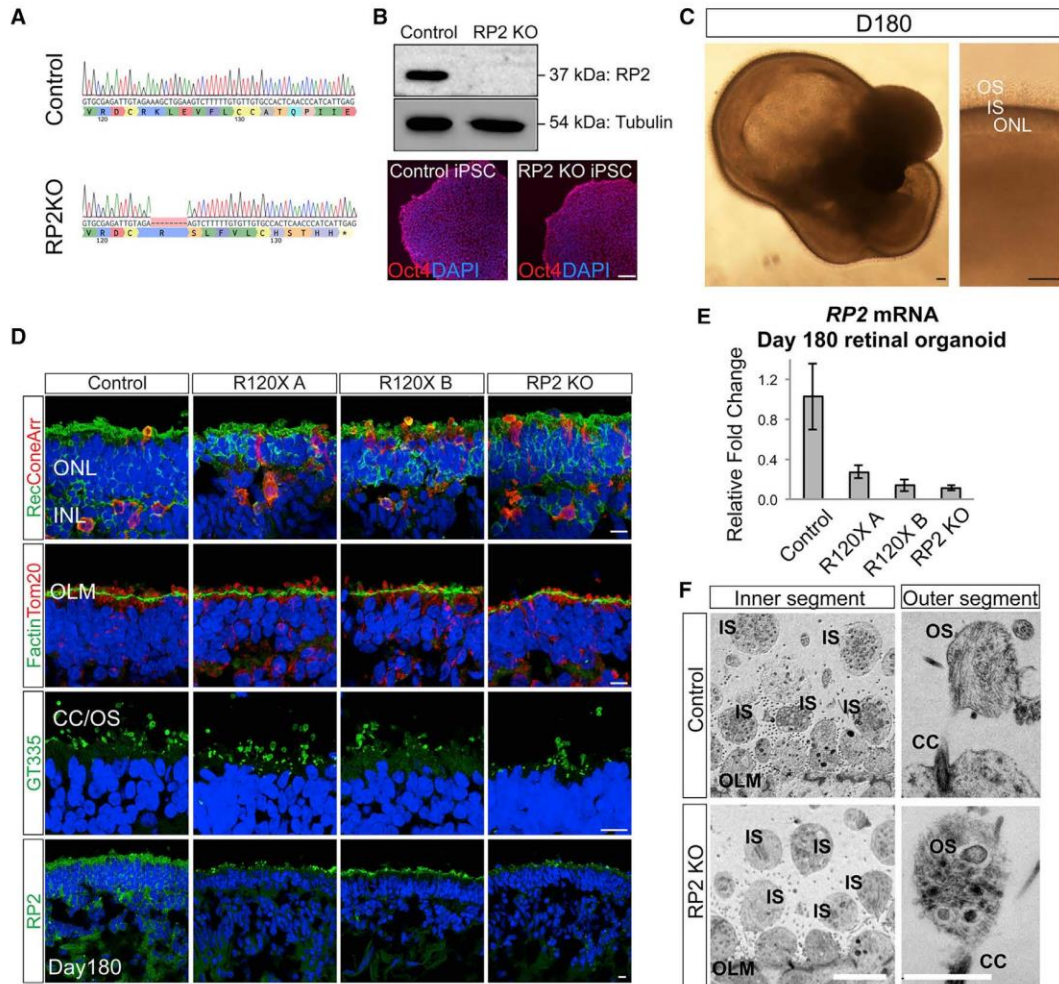 A
Control
GTGCGAGATTGTAGAAAGCTGGAAGTCTTTTTGTGTTGTGCCACTCAACCCATCATTGAG
V R D C R K L E V F L C C A T Q P I I E
120 130
RP2KO
GTGCGAGATTGTAGA--------AGTCTTTTTGTGTTGTGCCACTCAACCCATCATTGAG
V R D C R S L F V L C H S T H H *
120 130
B
Control RP2 KO
37 kDa: RP2
54 kDa: Tubulin
Control iPSC RP2 KO iPSC
Oct4DAPI Oct4DAPI
C
D180
OS
IS
ONL
D
Control R120X A R120X B RP2 KO
RecConeArr
ONL
INL
FactinTom20
OLM
GT335
CC/OS
RP2
Day180
E
RP2 mRNA
Day 180 retinal organoid
Relative Fold Change
1.2
0.8
0.4
0.0
Control R120X A R120X B RP2 KO
F
Inner segment Outer segment
Control
IS IS OS
IS IS
OLM CC
RP2 KO
IS IS OS
IS IS
OLM CC